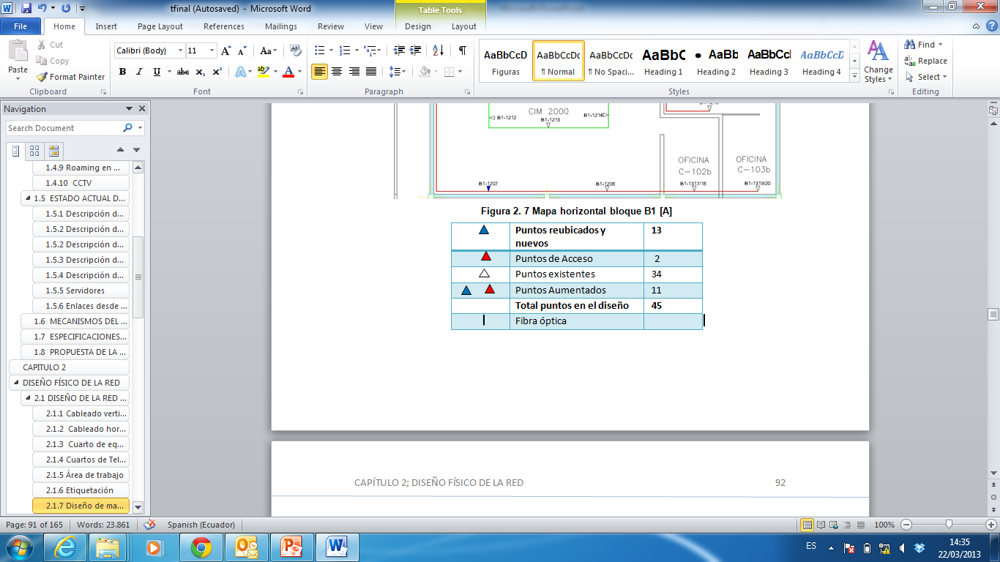 tfinal (Autosaved) - Microsoft Word
Table Tools
File Home Insert Page Layout References Mailings Review View Design Layout
Paste
Cut
Copy
Format Painter
Clipboard
Calibri (Body) 11
Font
Paragraph
AaBbCcD Figuras
AaBbCcDc ¶ Normal
AaBbCcDc ¶ No Spaci...
AaBbC Heading 1
AaBb Heading 2
AaBbCcl Heading 3
AaBbCcD Heading 4
Styles
Change Styles
Find
Replace
Select
Editing
Navigation
Search Document
1.4.9 Roaming en ...
1.4.10 CCTV
1.5 ESTADO ACTUAL D...
1.5.1 Descripción d...
1.5.2 Descripción d...
1.5.2 Descripción d...
1.5.3 Descripción d...
1.5.4 Descripción d...
1.5.5 Servidores
1.5.6 Enlaces desde ...
1.6 MECANISMOS DEL ...
1.7 ESPECIFICACIONES...
1.8 PROPUESTA DE LA ...
CAPITULO 2
DISEÑO FÍSICO DE LA RED
2.1 DISEÑO DE LA RED ...
2.1.1 Cableado verti...
2.1.2 Cableado hor...
2.1.3 Cuarto de eq...
2.1.4 Cuartos de Tel...
2.1.5 Área de trabajo
2.1.6 Etiquetación
2.1.7 Diseño de ma...
CIM 2000
B1-1212
B1-1213
B1-1214
OFICINA
C-102b
OFICINA
C-103b
B1-1207
B1-1208
B1-1317/18
B1-1319/20
Figura 2. 7 Mapa horizontal bloque B1 [A]
Puntos reubicados y nuevos 13
Puntos de Acceso 2
Puntos existentes 34
Puntos Aumentados 11
Total puntos en el diseño 45
Fibra óptica
CAPÍTULO 2; DISEÑO FÍSICO DE LA RED 92
Page: 91 of 165 Words: 23.861 Spanish (Ecuador) 100%
ES
14:35
22/03/2013